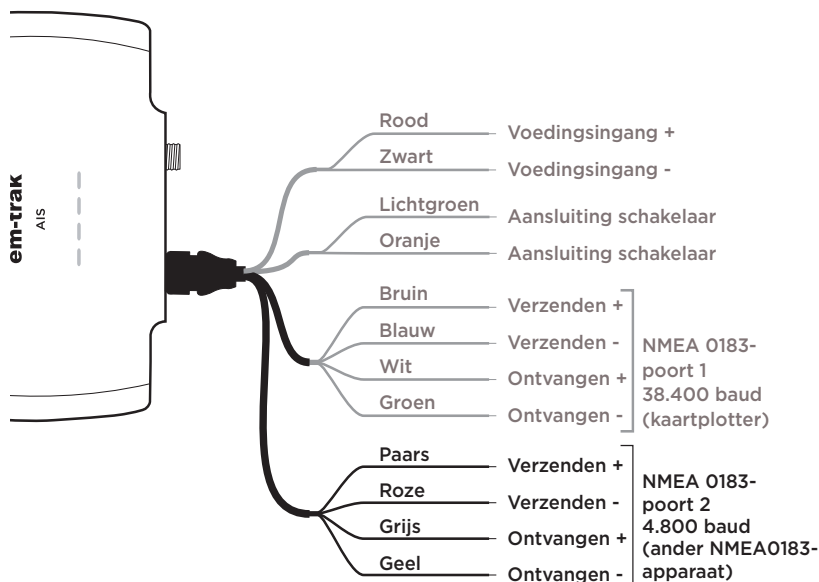 em-trak
AIS
Rood Voedingsingang +
Zwart Voedingsingang -
Lichtgroen Aansluiting schakelaar
Oranje Aansluiting schakelaar
Bruin Verzenden +
Blauw Verzenden -
Wit Ontvangen +
Groen Ontvangen -
NMEA 0183-
poort 1
38.400 baud
(kaartplotter)
Paars Verzenden +
Roze Verzenden -
Grijs Ontvangen +
Geel Ontvangen -
NMEA 0183-
poort 2
4.800 baud
(ander NMEA0183-
apparaat)